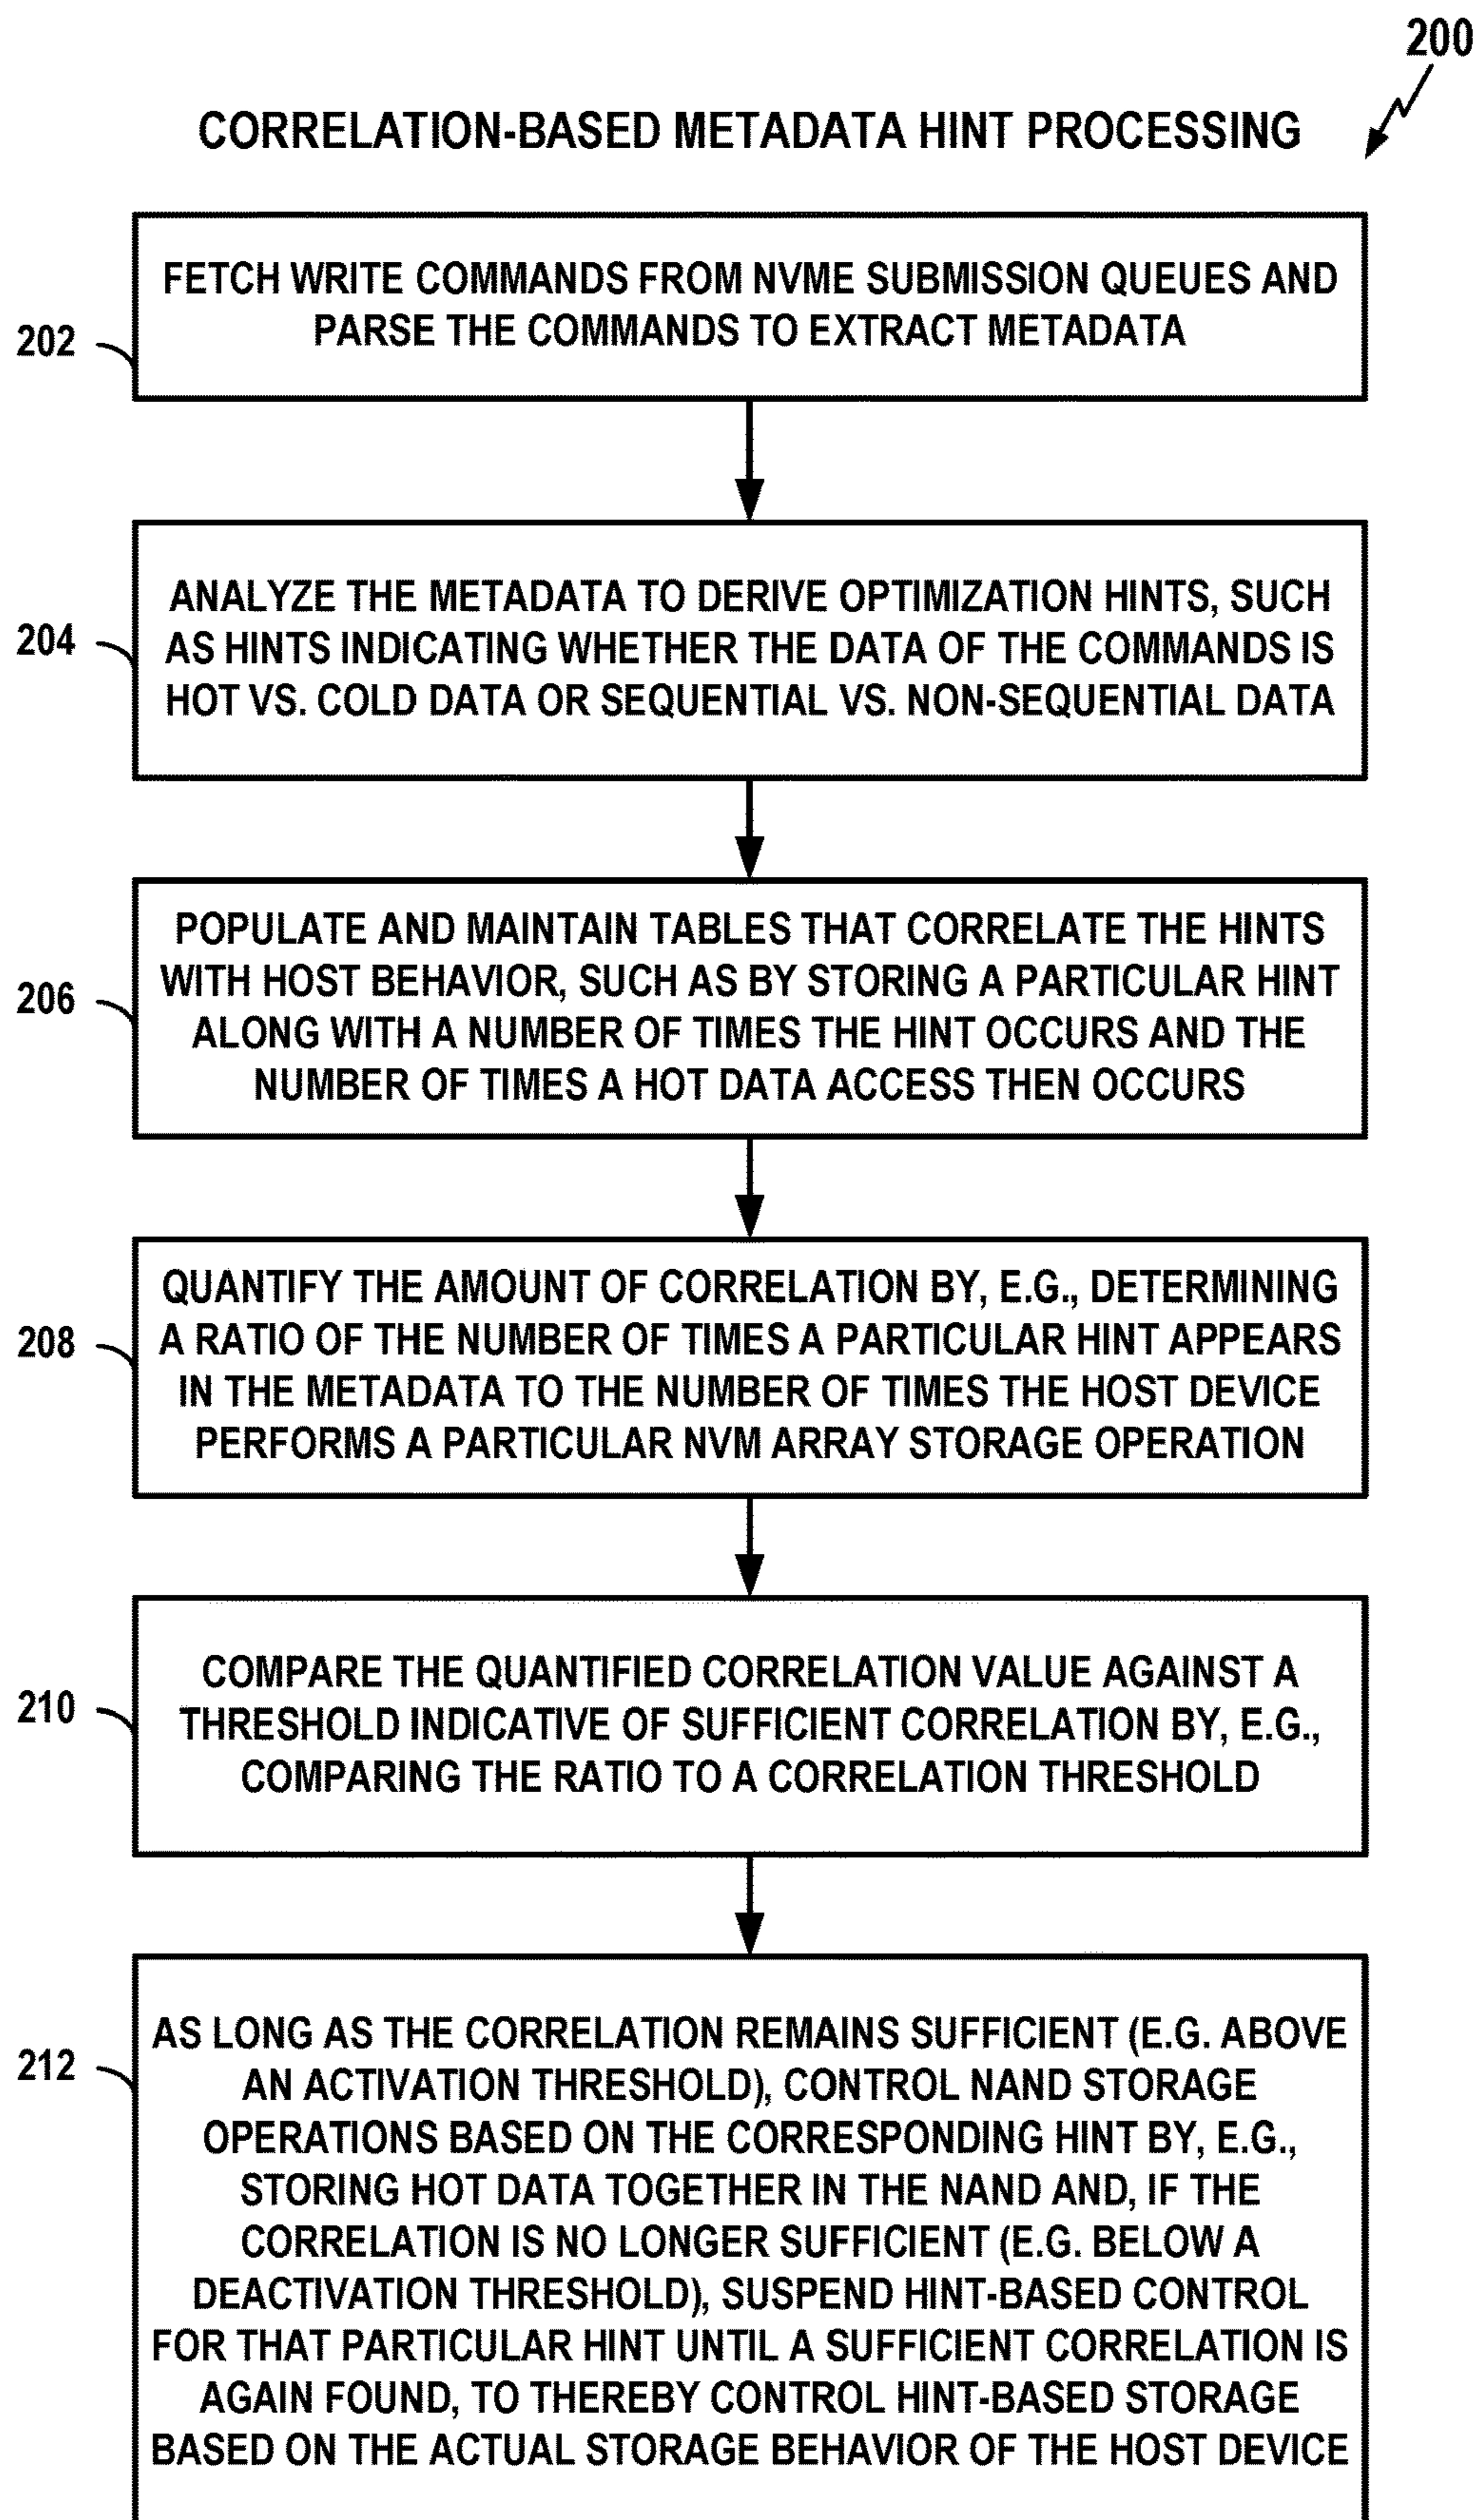 200
CORRELATION-BASED METADATA HINT PROCESSING
FETCH WRITE COMMANDS FROM NVME SUBMISSION QUEUES AND
PARSE THE COMMANDS TO EXTRACT METADATA
202
ANALYZE THE METADATA TO DERIVE OPTIMIZATION HINTS, SUCH
AS HINTS INDICATING WHETHER THE DATA OF THE COMMANDS IS
HOT VS. COLD DATA OR SEQUENTIAL VS. NON-SEQUENTIAL DATA
204
POPULATE AND MAINTAIN TABLES THAT CORRELATE THE HINTS
WITH HOST BEHAVIOR, SUCH AS BY STORING A PARTICULAR HINT
ALONG WITH A NUMBER OF TIMES THE HINT OCCURS AND THE
NUMBER OF TIMES A HOT DATA ACCESS THEN OCCURS
206
QUANTIFY THE AMOUNT OF CORRELATION BY, E.G., DETERMINING
A RATIO OF THE NUMBER OF TIMES A PARTICULAR HINT APPEARS
IN THE METADATA TO THE NUMBER OF TIMES THE HOST DEVICE
PERFORMS A PARTICULAR NVM ARRAY STORAGE OPERATION
208
COMPARE THE QUANTIFIED CORRELATION VALUE AGAINST A
THRESHOLD INDICATIVE OF SUFFICIENT CORRELATION BY, E.G.,
COMPARING THE RATIO TO A CORRELATION THRESHOLD
210
AS LONG AS THE CORRELATION REMAINS SUFFICIENT (E.G. ABOVE
AN ACTIVATION THRESHOLD), CONTROL NAND STORAGE
OPERATIONS BASED ON THE CORRESPONDING HINT BY, E.G.,
STORING HOT DATA TOGETHER IN THE NAND AND, IF THE
CORRELATION IS NO LONGER SUFFICIENT (E.G. BELOW A
DEACTIVATION THRESHOLD), SUSPEND HINT-BASED CONTROL
FOR THAT PARTICULAR HINT UNTIL A SUFFICIENT CORRELATION IS
AGAIN FOUND, TO THEREBY CONTROL HINT-BASED STORAGE
BASED ON THE ACTUAL STORAGE BEHAVIOR OF THE HOST DEVICE
212